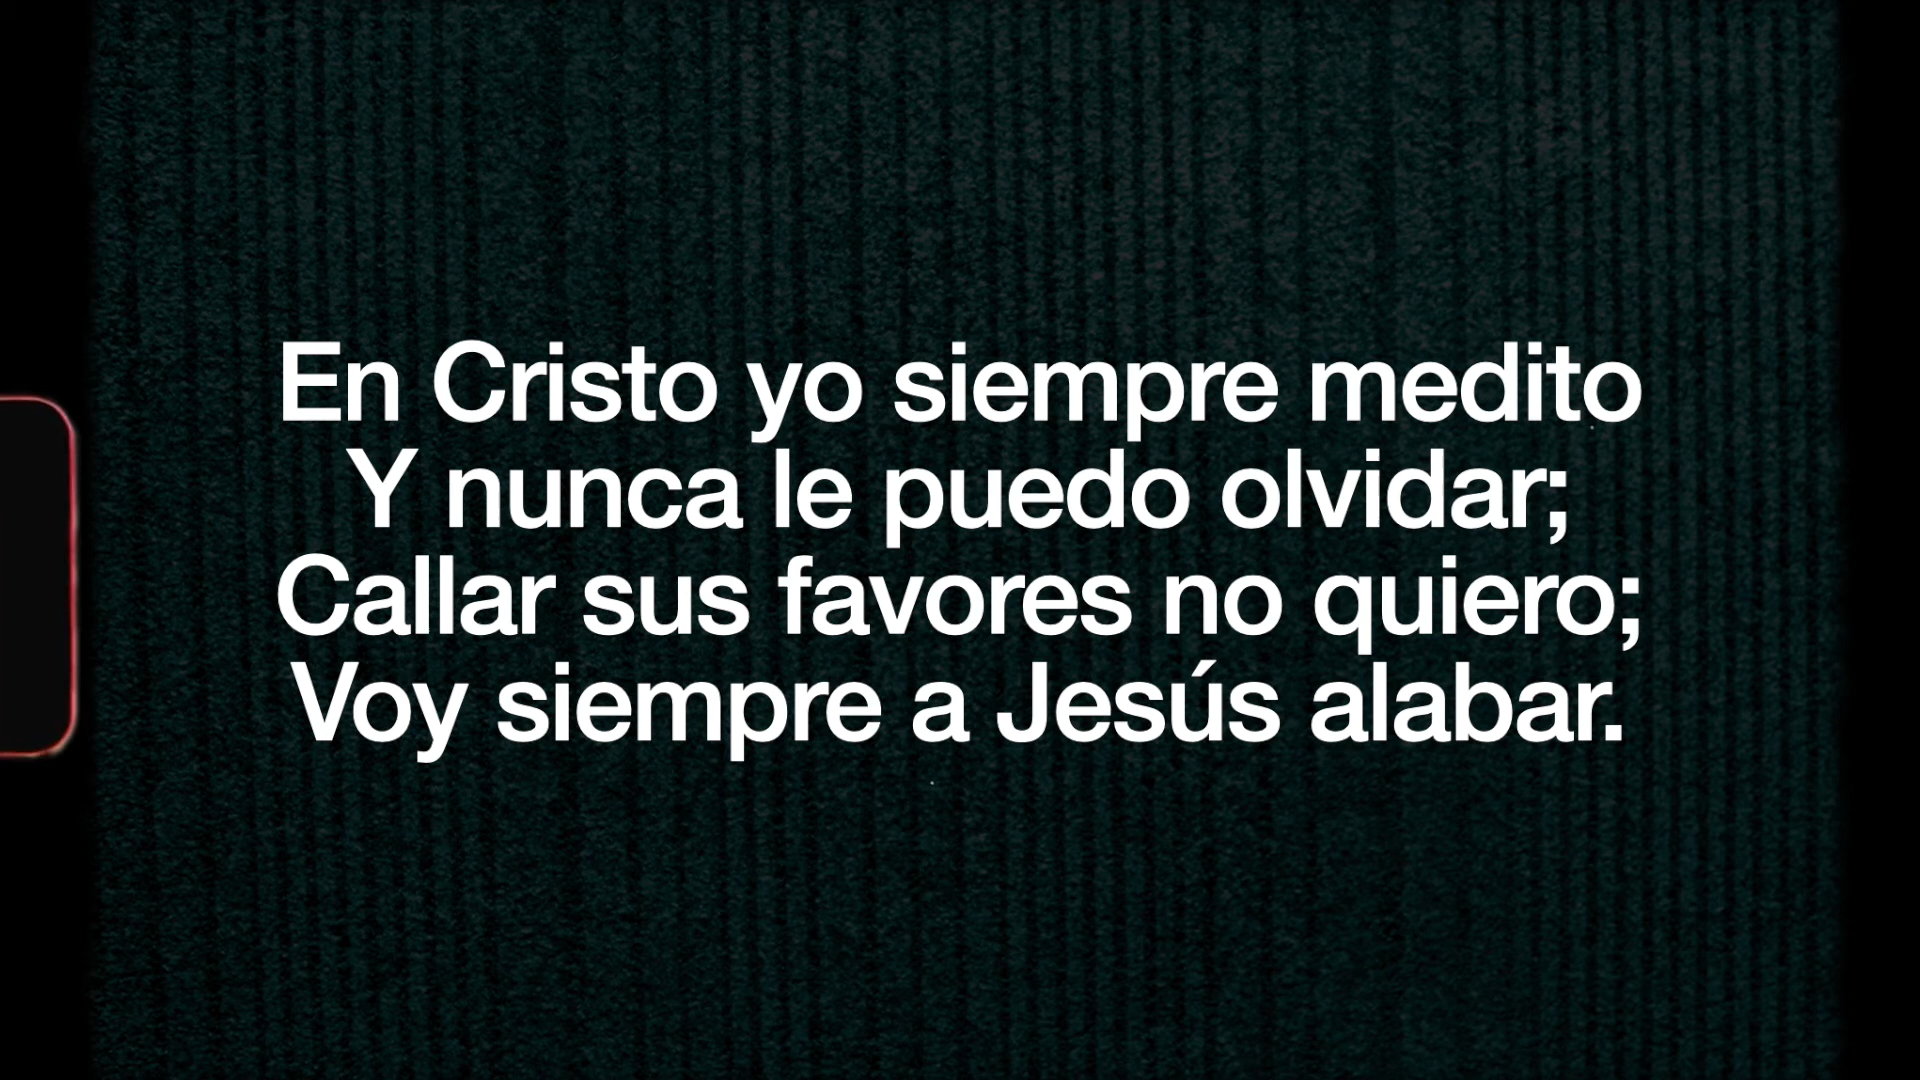 En Cristo yo siempre medito
Y nunca le puedo olvidar;
Callar sus favores no quiero;
Voy siempre a Jesús alabar.